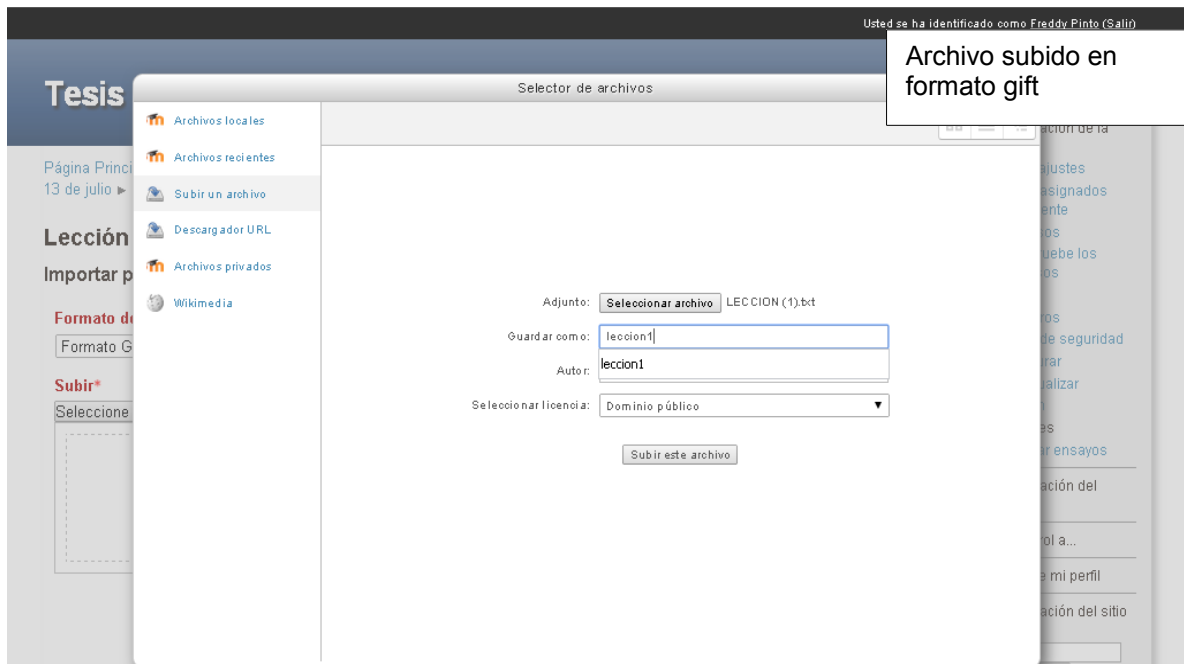 Usted se ha identificado como Freddy Pinto (Salir)
Archivo subido en
formato gift
Tesis
Selector de archivos
Archivos locales
Archivos recientes
Subir un archivo
Descargador URL
Archivos privados
Wikimedia
Página Princi
13 de julio ►
Lección
Importar p
Formato de
Formato G
Subir*
Seleccione
Adjunto: Seleccionar archivo LECCION (1).txt
Guardar como: leccion1
leccion1
Autor:
Seleccionar licencia: Dominio público
Subir este archivo
ación de la
ajustes
asignados
ente
os
uebe los
os
ros
de seguridad
rar
ualizar
es
ar ensayos
ación del
rol a...
e mi perfil
ación del sitio